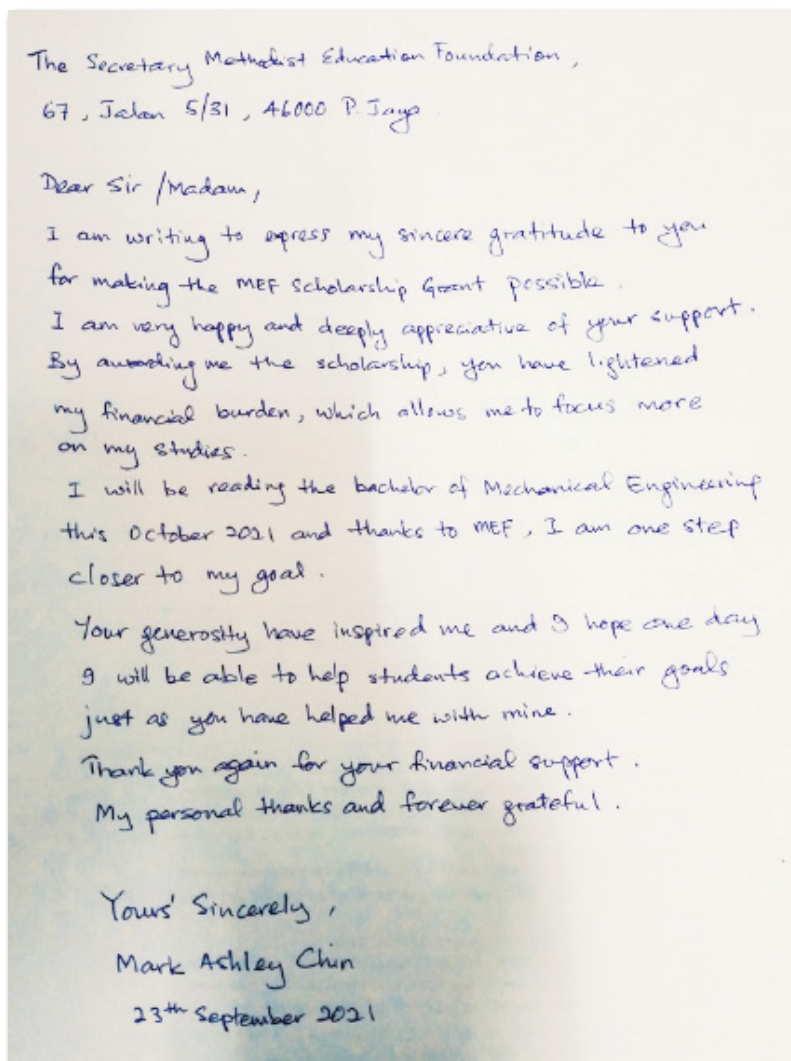 The Secretary Methodist Education Foundation,
67, Jalan 5/31, 46000 P. Jaya
Dear Sir /Madam,
I am writing to express my sincere gratitude to you
for making the MEF Scholarship Grant possible.
I am very happy and deeply appreciative of your support.
By awarding me the scholarship, you have lightened
my financial burden, which allows me to focus more
on my studies.
I will be reading the bachelor of Mechanical Engineering
this October 2021 and thanks to MEF, I am one step
closer to my goal.
Your generosity have inspired me and I hope one day
I will be able to help students achieve their goals
just as you have helped me with mine.
Thank you again for your financial support.
My personal thanks and forever grateful.
Yours' Sincerely,
Mark Ashley Chin
23th September 2021